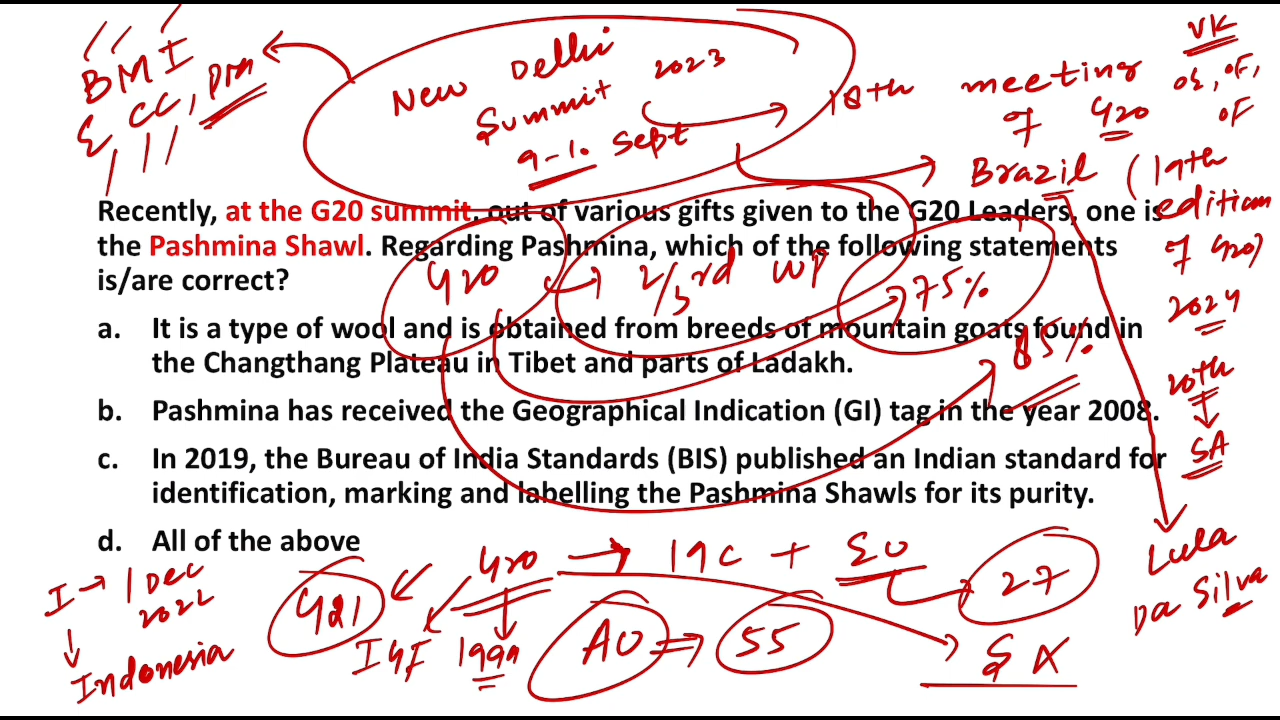 BMI
& CC, PM
New Delhi
Summit 2023
9-10 Sept
18th meeting
of G20
VK
OE, OF,
OF
Brazil (19th
edition
of G20)
2024
20th
SA
Recently, at the G20 summit, out of various gifts given to the G20 Leaders, one is
the Pashmina Shawl. Regarding Pashmina, which of the following statements
is/are correct?
G20 2/3rd WP 75%
85%
a. It is a type of wool and is obtained from breeds of mountain goats found in
the Changthang Plateau in Tibet and parts of Ladakh.
b. Pashmina has received the Geographical Indication (GI) tag in the year 2008.
c. In 2019, the Bureau of India Standards (BIS) published an Indian standard for
identification, marking and labelling the Pashmina Shawls for its purity.
d. All of the above
Lula
Da Silva
I → 1 Dec
2022
Indonesia
G20 → 19C + EU 27
G21
IGF 1999
AU ⇒ 55
S X